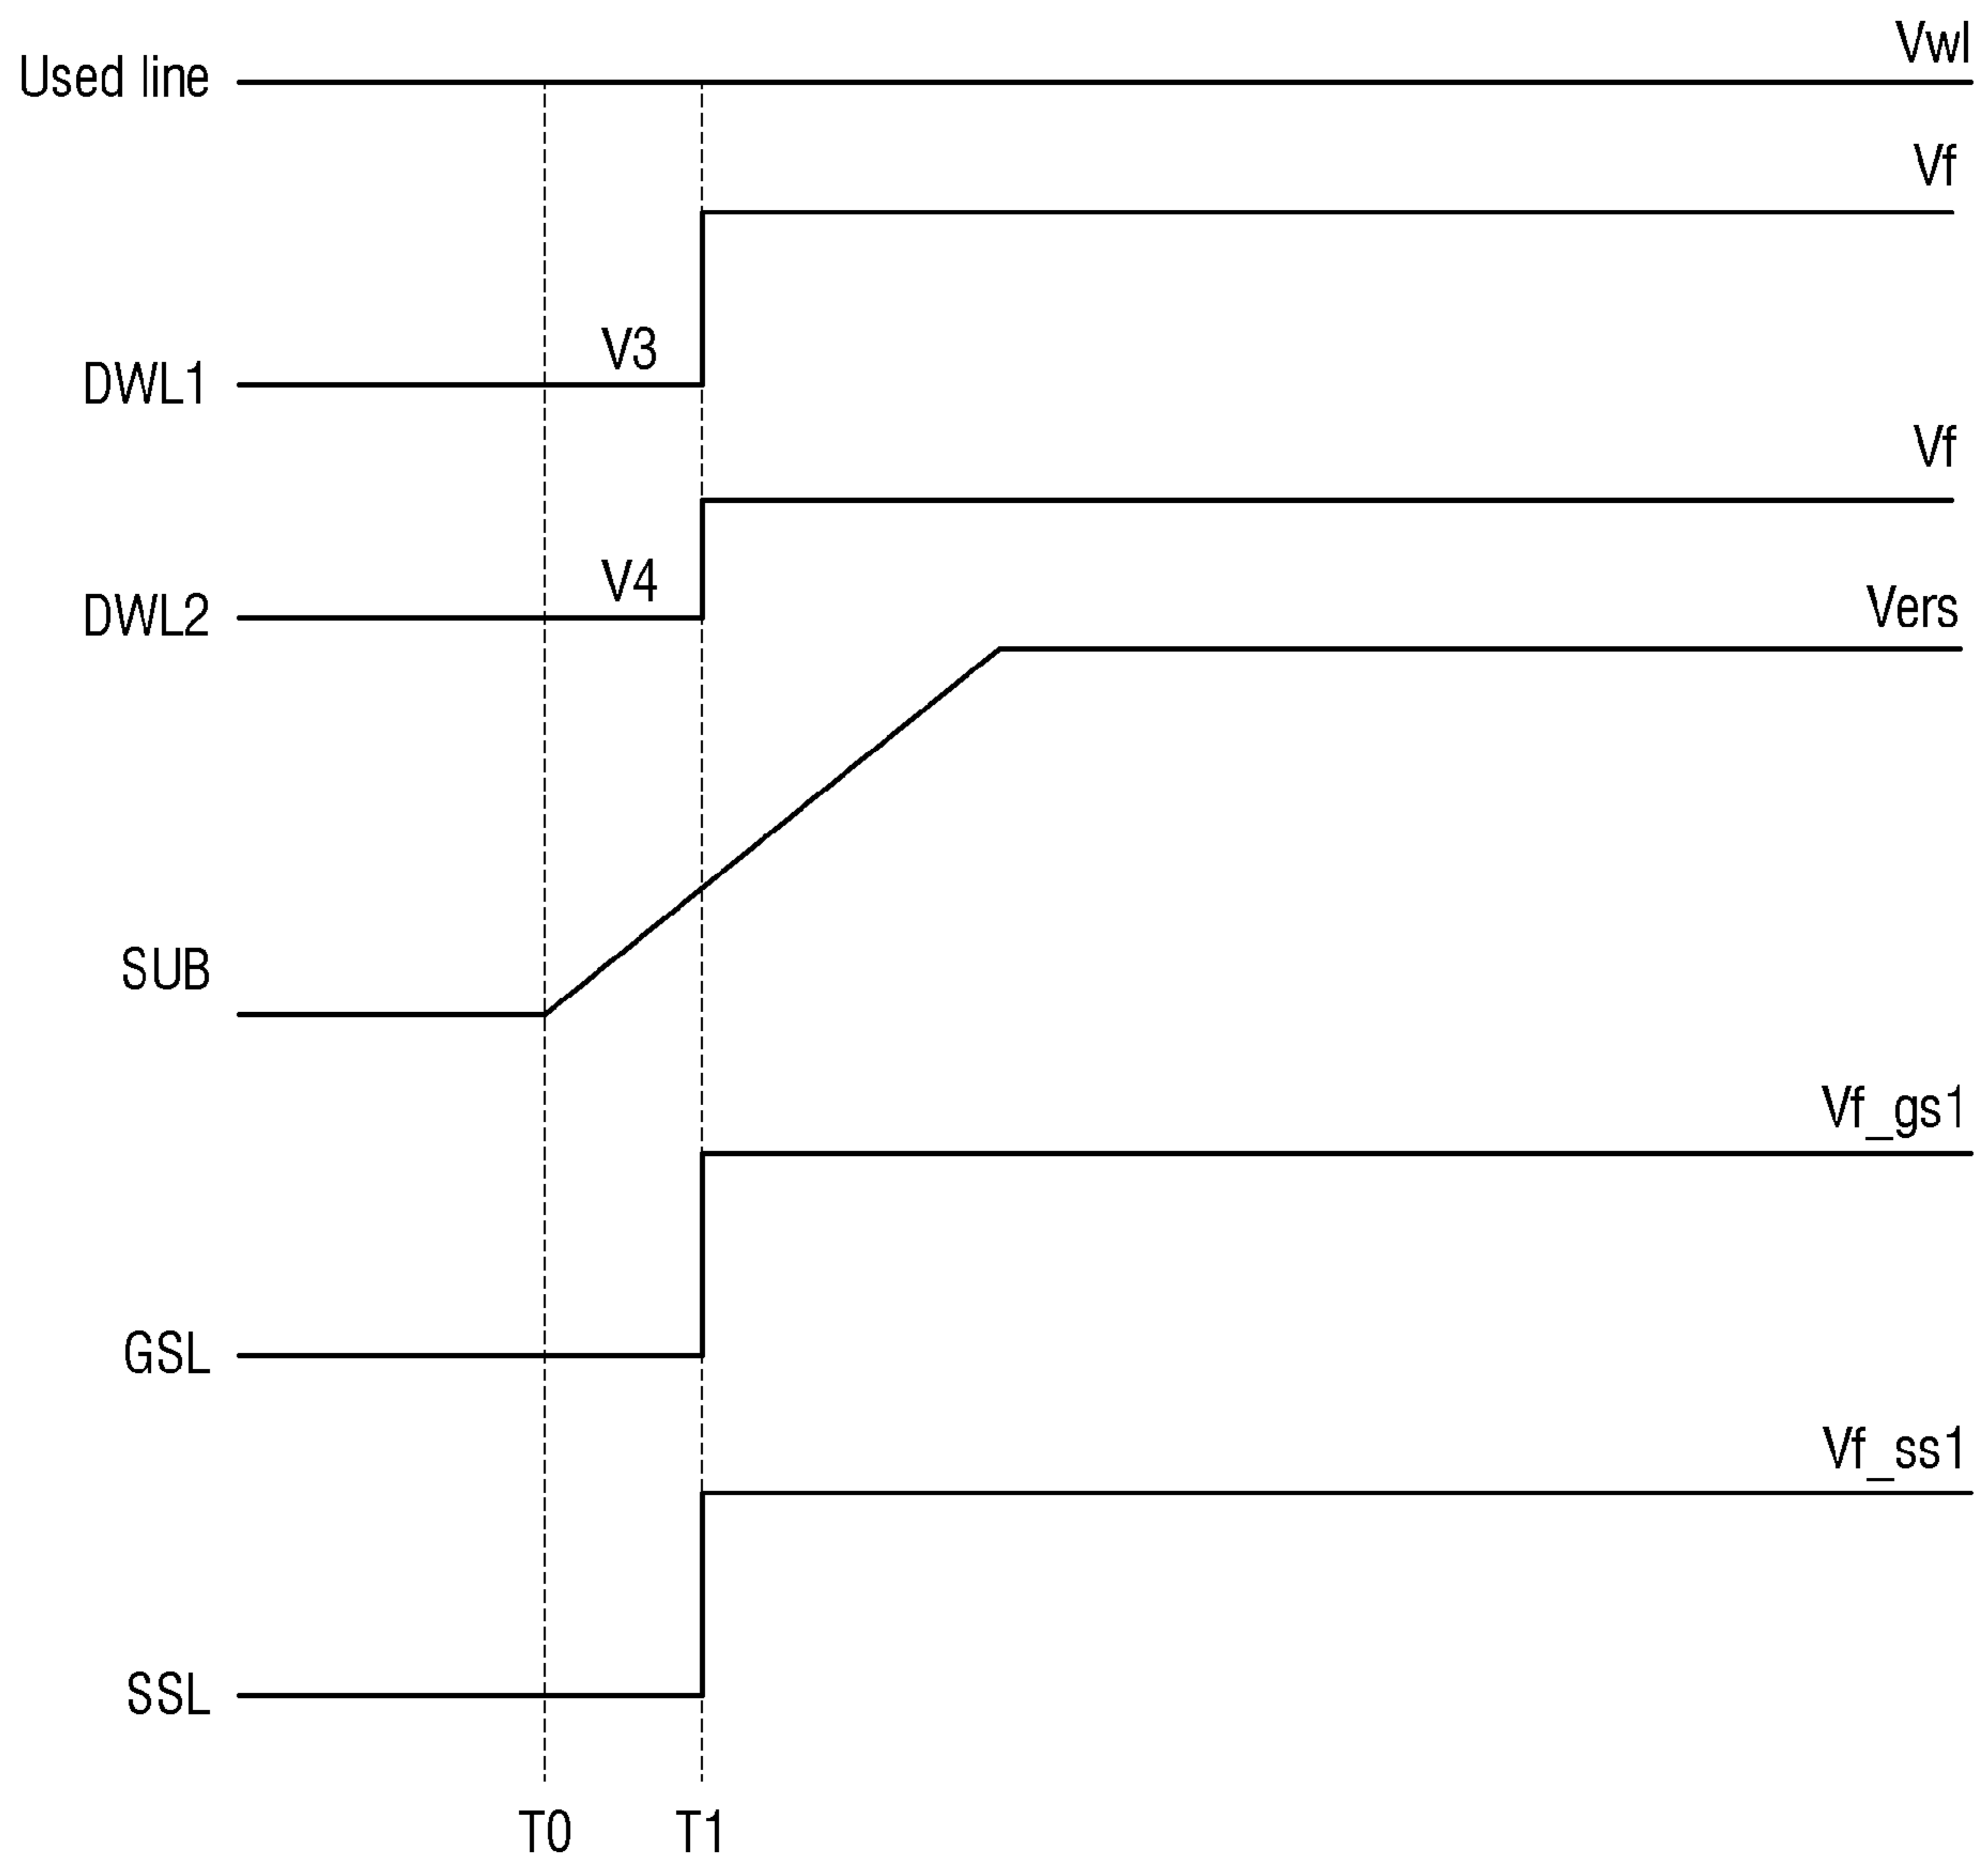 Vwl
Used line
Vf
V3
DWL1
Vf
V4
DWL2
Vers
SUB
Vf_gs1
GSL
Vf_ss1
SSL
T0 T1